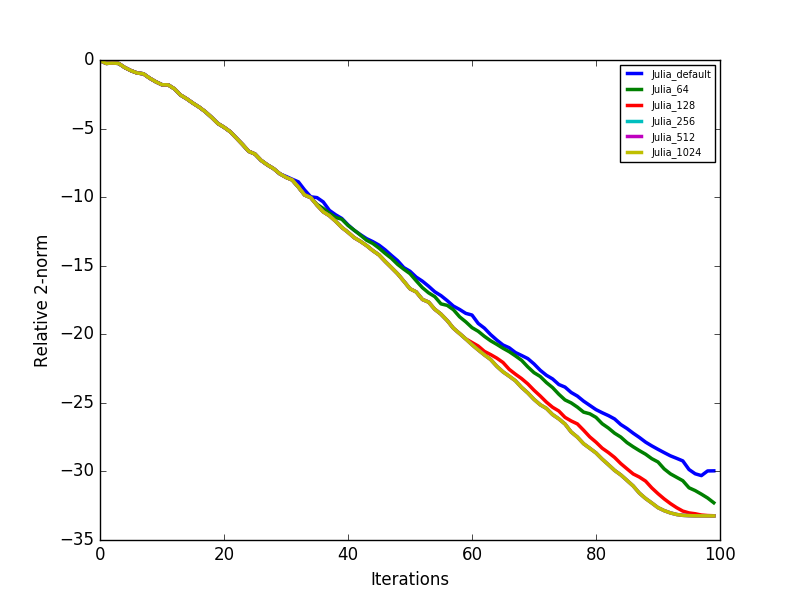 0
−5
−10
−15
−20
−25
−30
−35
0
20
40
60
80
100
Relative 2-norm
Iterations
Julia_default
Julia_64
Julia_128
Julia_256
Julia_512
Julia_1024